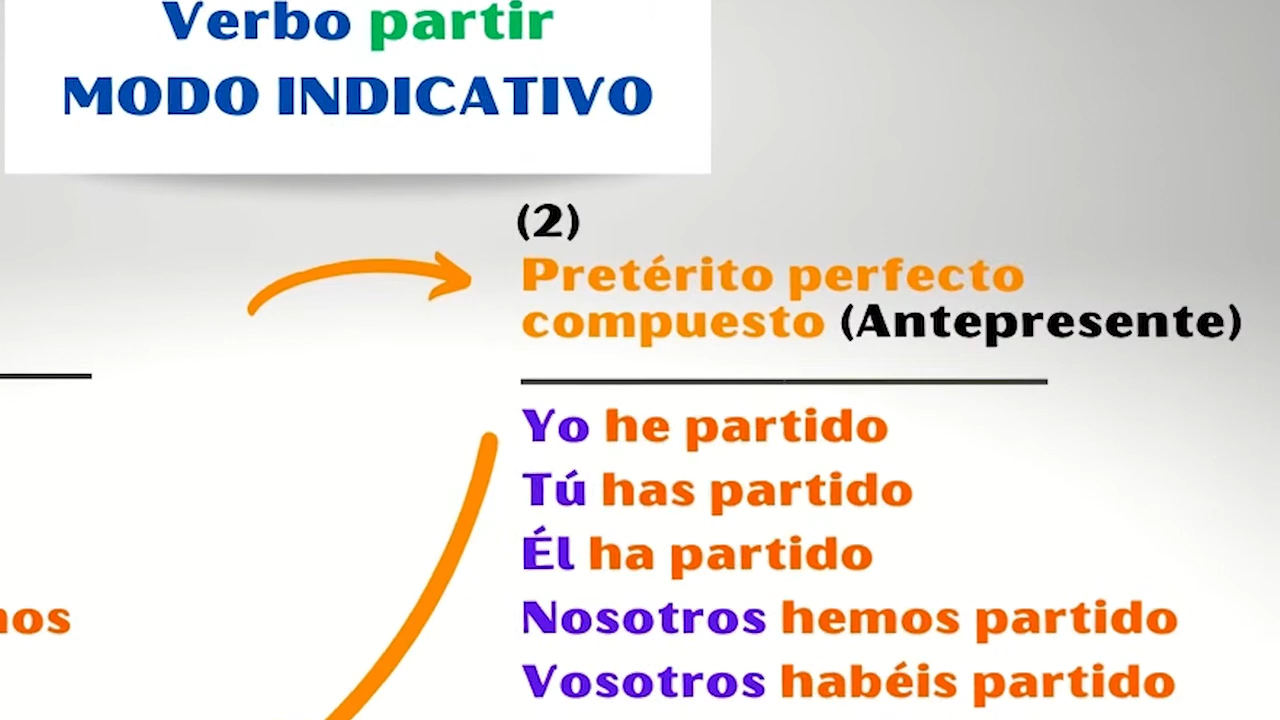 Verbo partir
MODO INDICATIVO
(2)
Pretérito perfecto
compuesto (Antepresente)
Yo he partido
Tú has partido
Él ha partido
Nosotros hemos partido
Vosotros habéis partido